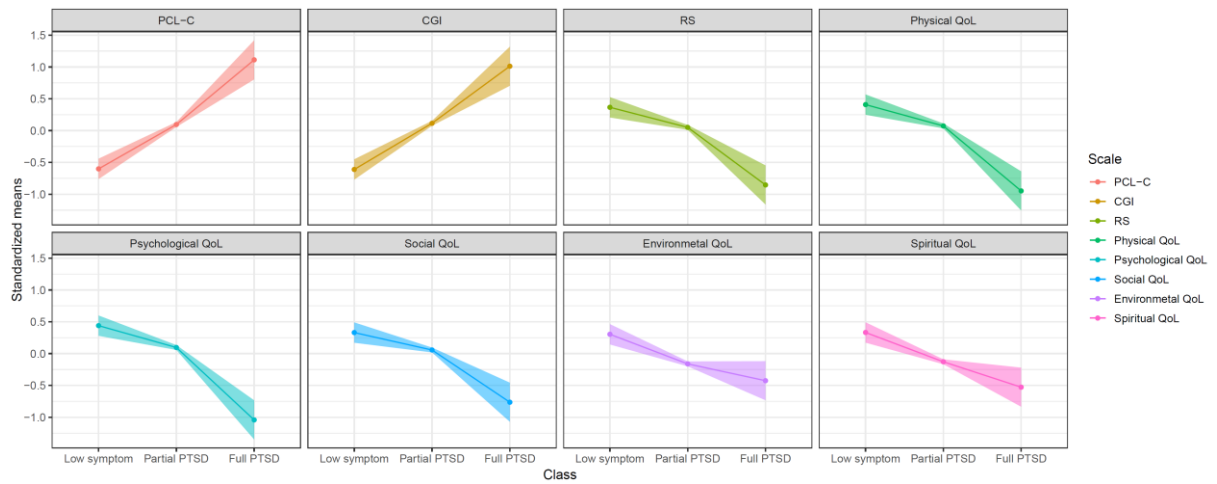 PCL−C CGI RS Physical QoL
1.5
1.0
0.5
0.0
−0.5
−1.0
Psychological QoL Social QoL Environmetal QoL Spiritual QoL
1.5
1.0
0.5
0.0
−0.5
−1.0
Standardized means
Low symptom Partial PTSD Full PTSD Low symptom Partial PTSD Full PTSD Low symptom Partial PTSD Full PTSD Low symptom Partial PTSD Full PTSD
Class
Scale
PCL−C
CGI
RS
Physical QoL
Psychological QoL
Social QoL
Environmetal QoL
Spiritual QoL